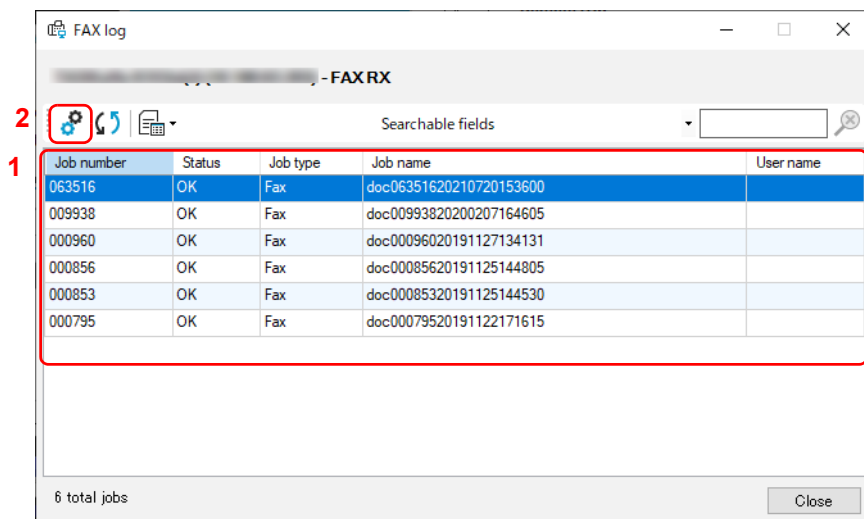 FAX log
- FAX RX
2
Searchable fields
1
Job number Status Job type Job name User name
063516 OK Fax doc06351620210720153600
009938 OK Fax doc00993820200207164605
000960 OK Fax doc00096020191127134131
000856 OK Fax doc00085620191125144805
000853 OK Fax doc00085320191125144530
000795 OK Fax doc00079520191122171615
6 total jobs
Close